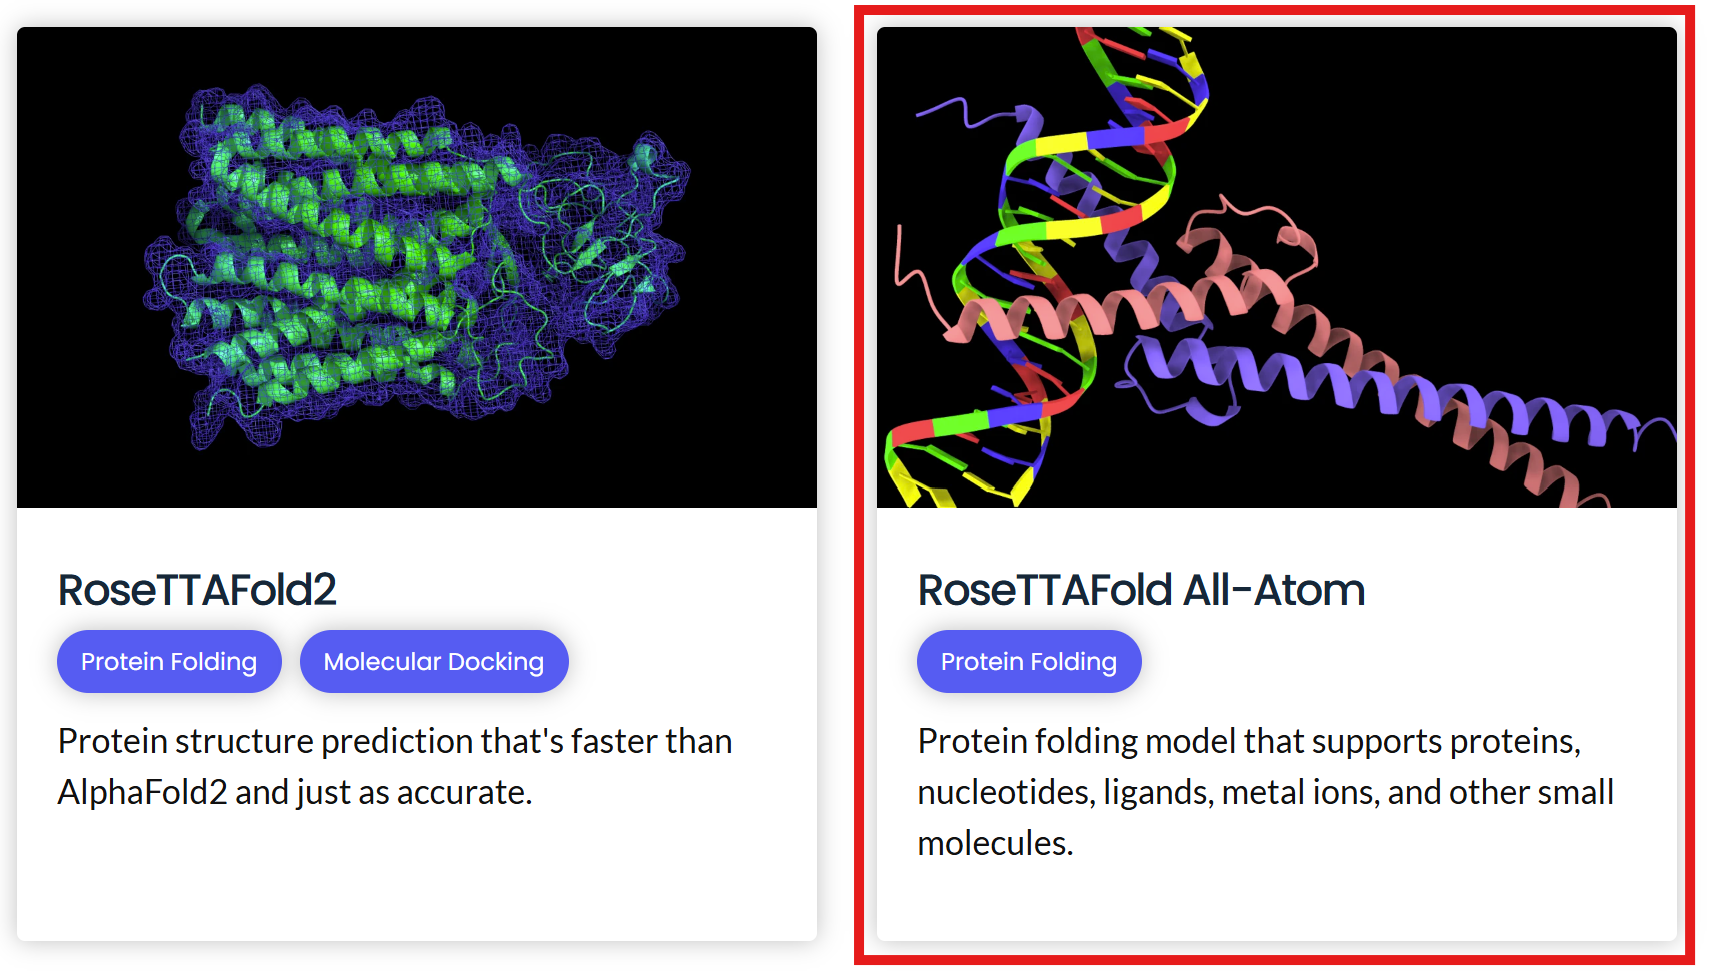 RoseTTAFold2
Protein Folding
Molecular Docking
Protein structure prediction that's faster than
AlphaFold2 and just as accurate.
RoseTTAFold All-Atom
Protein Folding
Protein folding model that supports proteins,
nucleotides, ligands, metal ions, and other small
molecules.